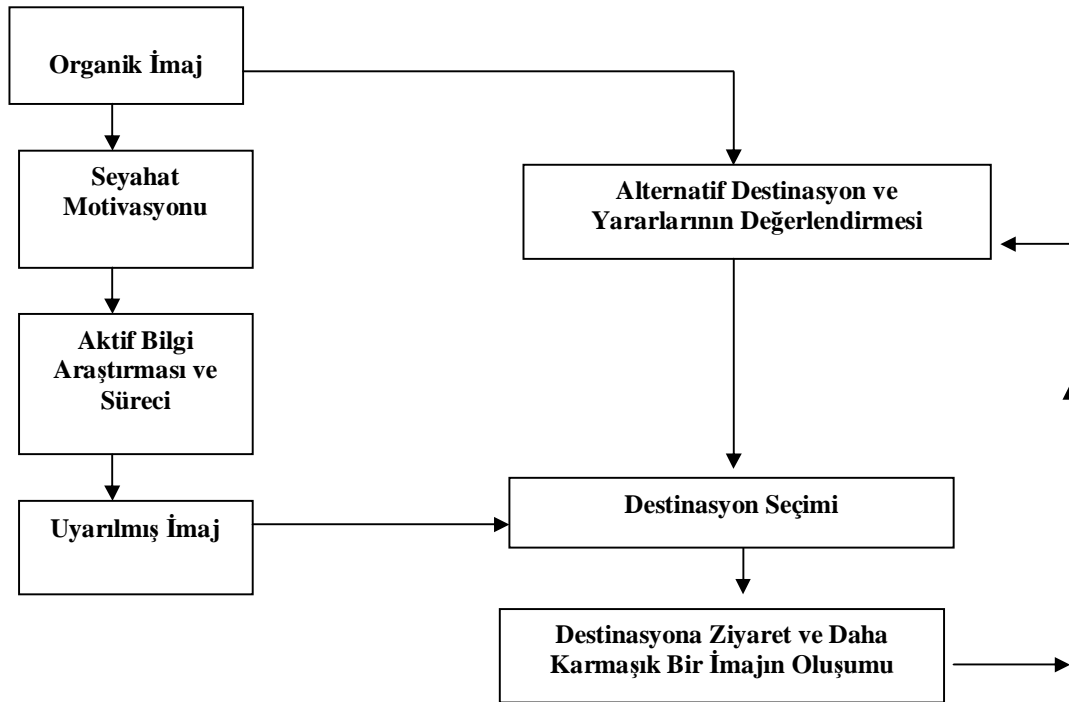 Organik İmaj
Seyahat
Motivasyonu
Aktif Bilgi
Araştırması ve
Süreci
Uyarılmış İmaj
Alternatif Destinasyon ve
Yararlarının Değerlendirmesi
Destinasyon Seçimi
Destinasyona Ziyaret ve Daha
Karmaşık Bir İmajın Oluşumu